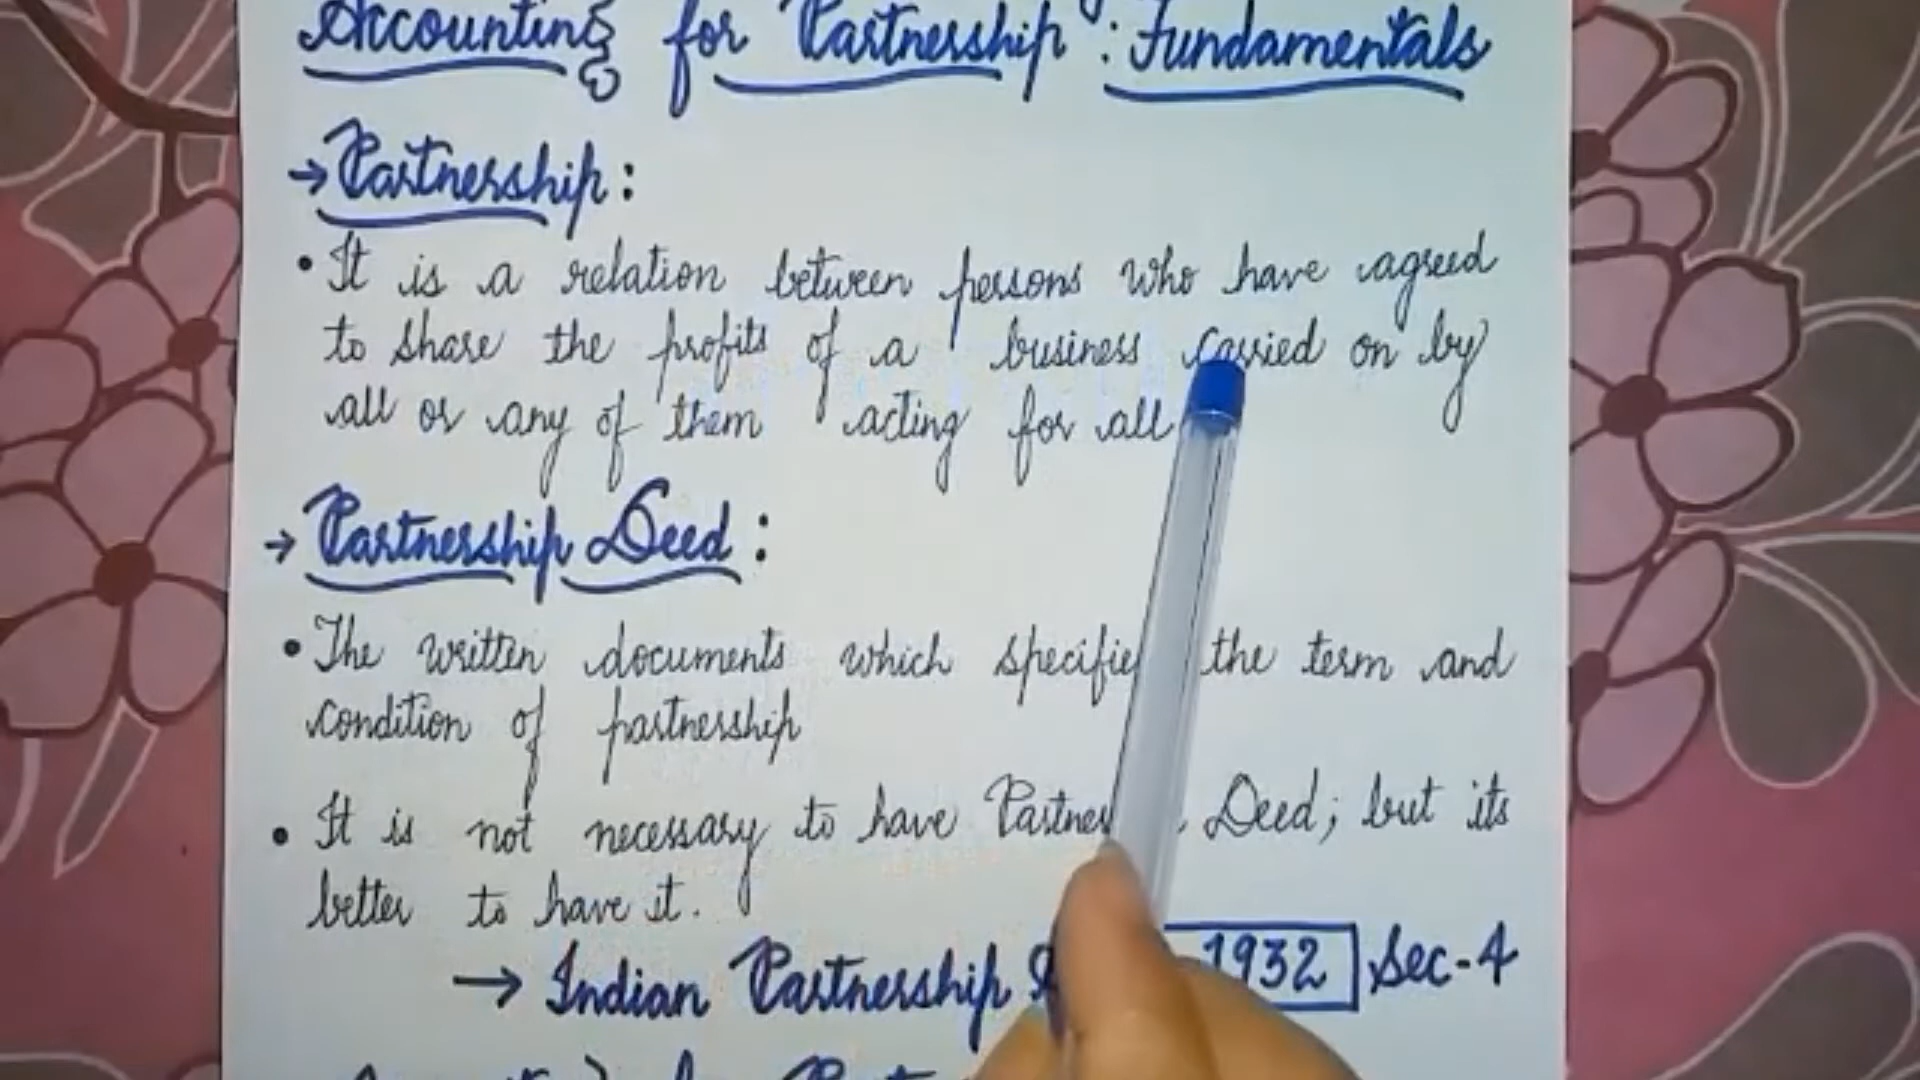 Accounting for Partnership : Fundamentals
→ Partnership :
• It is a relation between persons who have agreed
to share the profits of a business carried on by
all or any of them acting for all
→ Partnership Deed :
• The written documents which specifie the term and
condition of partnership
• It is not necessary to have Partne Deed; but its
better to have it.
→ Indian Partnership 1932 Sec-4